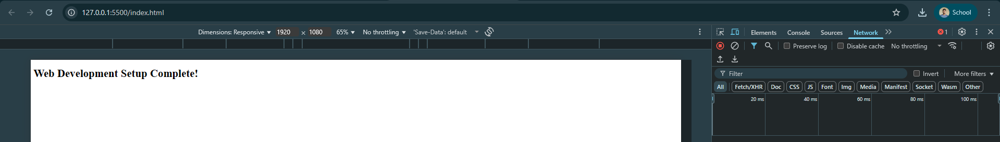 127.0.0.1:5500/index.html
School
Dimensions: Responsive 1920 × 1080 65% No throttling 'Save-Data': default
Elements Console Sources Network 1
Preserve log Disable cache No throttling
Filter Invert More filters
All Fetch/XHR Doc CSS JS Font Img Media Manifest Socket Wasm Other
20 ms 40 ms 60 ms 80 ms 100 ms
Web Development Setup Complete!